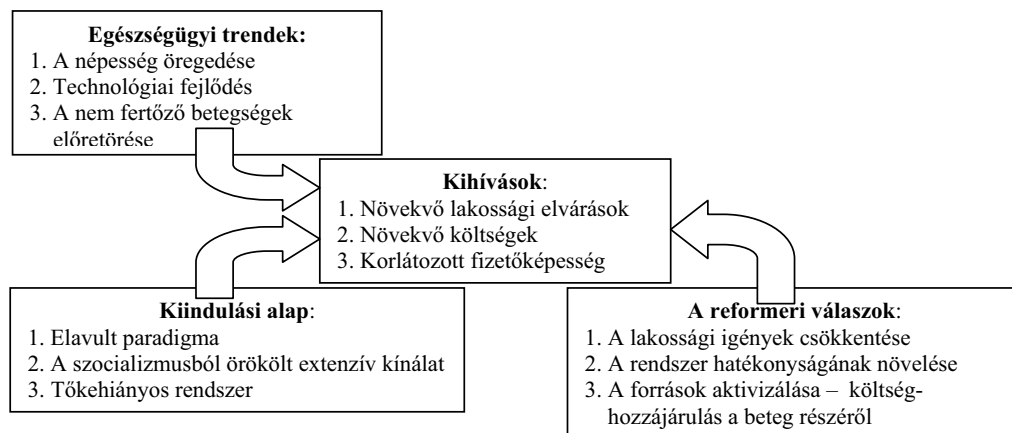 Egészségügyi trendek:
1. A népesség öregedése
2. Technológiai fejlődés
3. A nem fertőző betegségek
előretörése
Kihívások:
1. Növekvő lakossági elvárások
2. Növekvő költségek
3. Korlátozott fizetőképesség
Kiindulási alap:
1. Elavult paradigma
2. A szocializmusból örökölt extenzív kínálat
3. Tőkehiányos rendszer
A reformeri válaszok:
1. A lakossági igények csökkentése
2. A rendszer hatékonyságának növelése
3. A források aktivizálása – költség-
hozzájárulás a beteg részéről